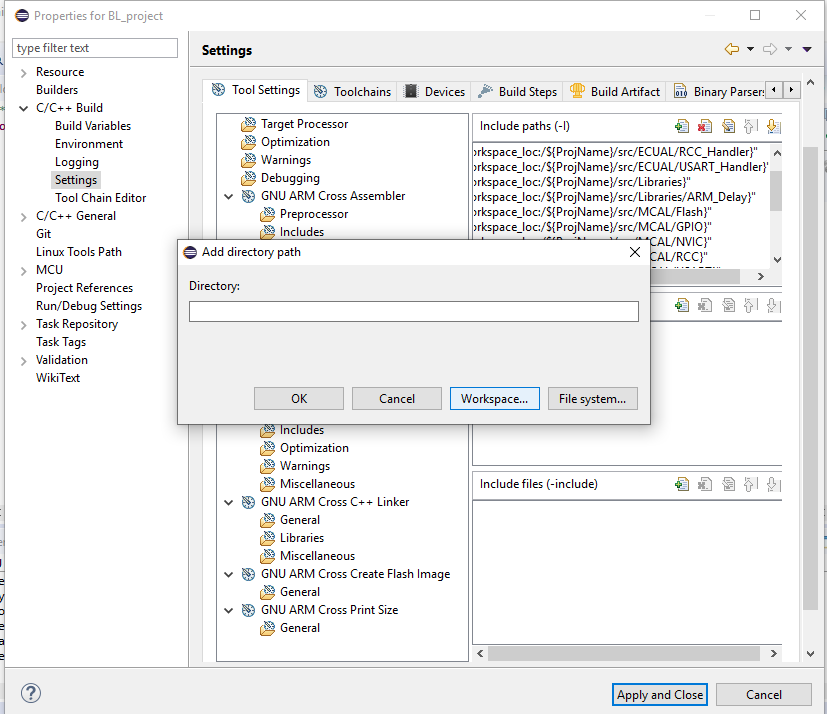 Properties for BL_project
type filter text
Resource
Builders
C/C++ Build
Build Variables
Environment
Logging
Settings
Tool Chain Editor
C/C++ General
Git
Linux Tools Path
MCU
Project References
Run/Debug Settings
Task Repository
Task Tags
Validation
WikiText
Settings
Tool Settings
Toolchains
Devices
Build Steps
Build Artifact
Binary Parsers
Target Processor
Optimization
Warnings
Debugging
GNU ARM Cross Assembler
Preprocessor
Includes
Include paths (-I)
orkspace_loc:/${ProjName}/src/ECUAL/RCC_Handler}"
orkspace_loc:/${ProjName}/src/ECUAL/USART_Handler}"
orkspace_loc:/${ProjName}/src/Libraries}"
orkspace_loc:/${ProjName}/src/Libraries/ARM_Delay}"
orkspace_loc:/${ProjName}/src/MCAL/Flash}"
orkspace_loc:/${ProjName}/src/MCAL/GPIO}"
orkspace_loc:/${ProjName}/src/MCAL/NVIC}"
CAL/RCC}"
Add directory path
Directory:
OK
Cancel
Workspace...
File system...
Includes
Optimization
Warnings
Miscellaneous
GNU ARM Cross C++ Linker
General
Libraries
Miscellaneous
GNU ARM Cross Create Flash Image
General
GNU ARM Cross Print Size
General
Include files (-include)
Apply and Close
Cancel